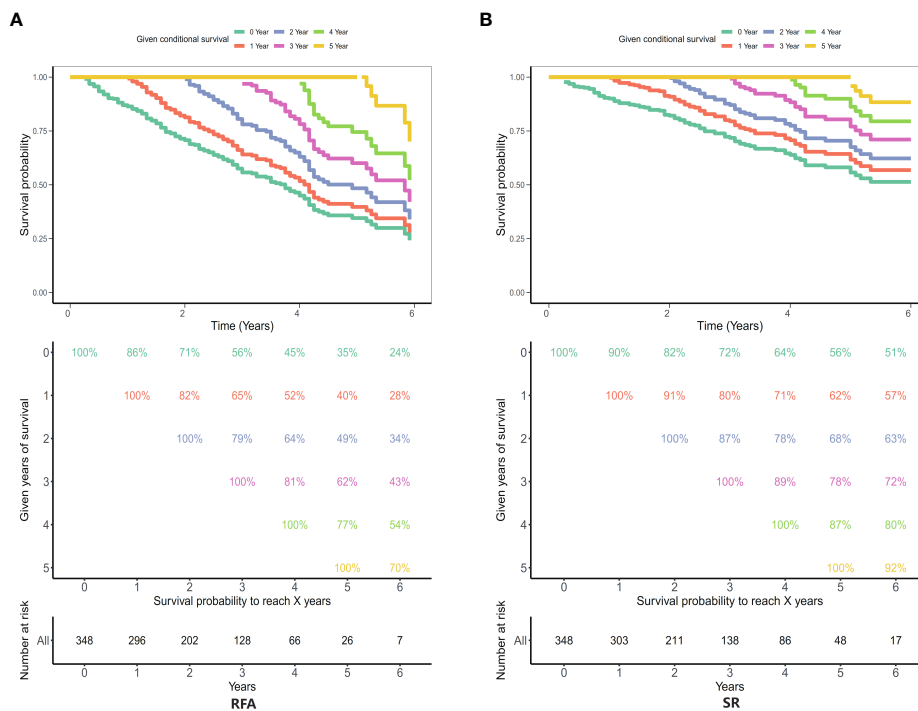 A
Given conditional survival 0 Year 2 Year 4 Year
1 Year 3 Year 5 Year
Survival probability
1.00
0.75
0.50
0.25
0.00
0 2 4 6
Time (Years)
Given years of survival
0 100% 86% 71% 56% 45% 35% 24%
1 100% 82% 65% 52% 40% 28%
2 100% 79% 64% 49% 34%
3 100% 81% 62% 43%
4 100% 77% 54%
5 100% 70%
0 1 2 3 4 5 6
Survival probability to reach X years
Number at risk
All 348 296 202 128 66 26 7
0 1 2 3 4 5 6
Years
RFA
B
Given conditional survival 0 Year 2 Year 4 Year
1 Year 3 Year 5 Year
Survival probability
1.00
0.75
0.50
0.25
0.00
0 2 4 6
Time (Years)
Given years of survival
0 100% 90% 82% 72% 64% 56% 51%
1 100% 91% 80% 71% 62% 57%
2 100% 87% 78% 68% 63%
3 100% 89% 78% 72%
4 100% 87% 80%
5 100% 92%
0 1 2 3 4 5 6
Survival probability to reach X years
Number at risk
All 348 303 211 138 86 48 17
0 1 2 3 4 5 6
Years
SR